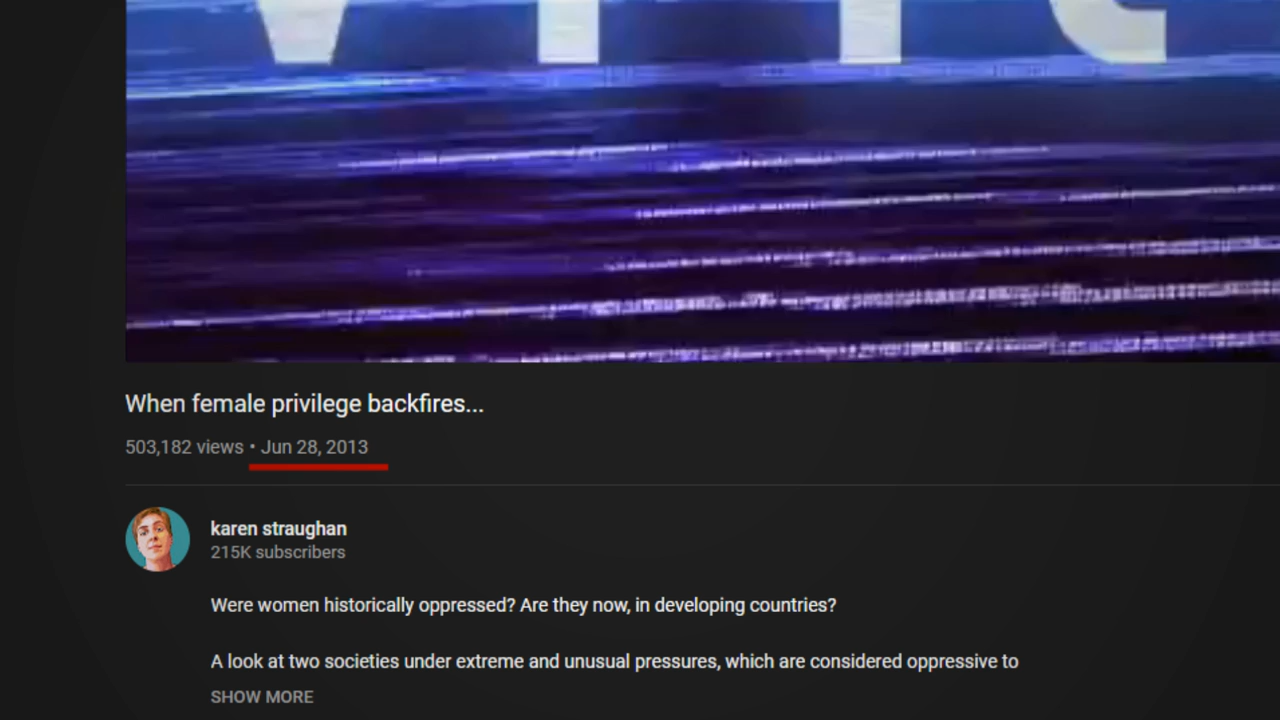 When female privilege backfires...
503,182 views • Jun 28, 2013
karen straughan
215K subscribers
Were women historically oppressed? Are they now, in developing countries?
A look at two societies under extreme and unusual pressures, which are considered oppressive to
SHOW MORE